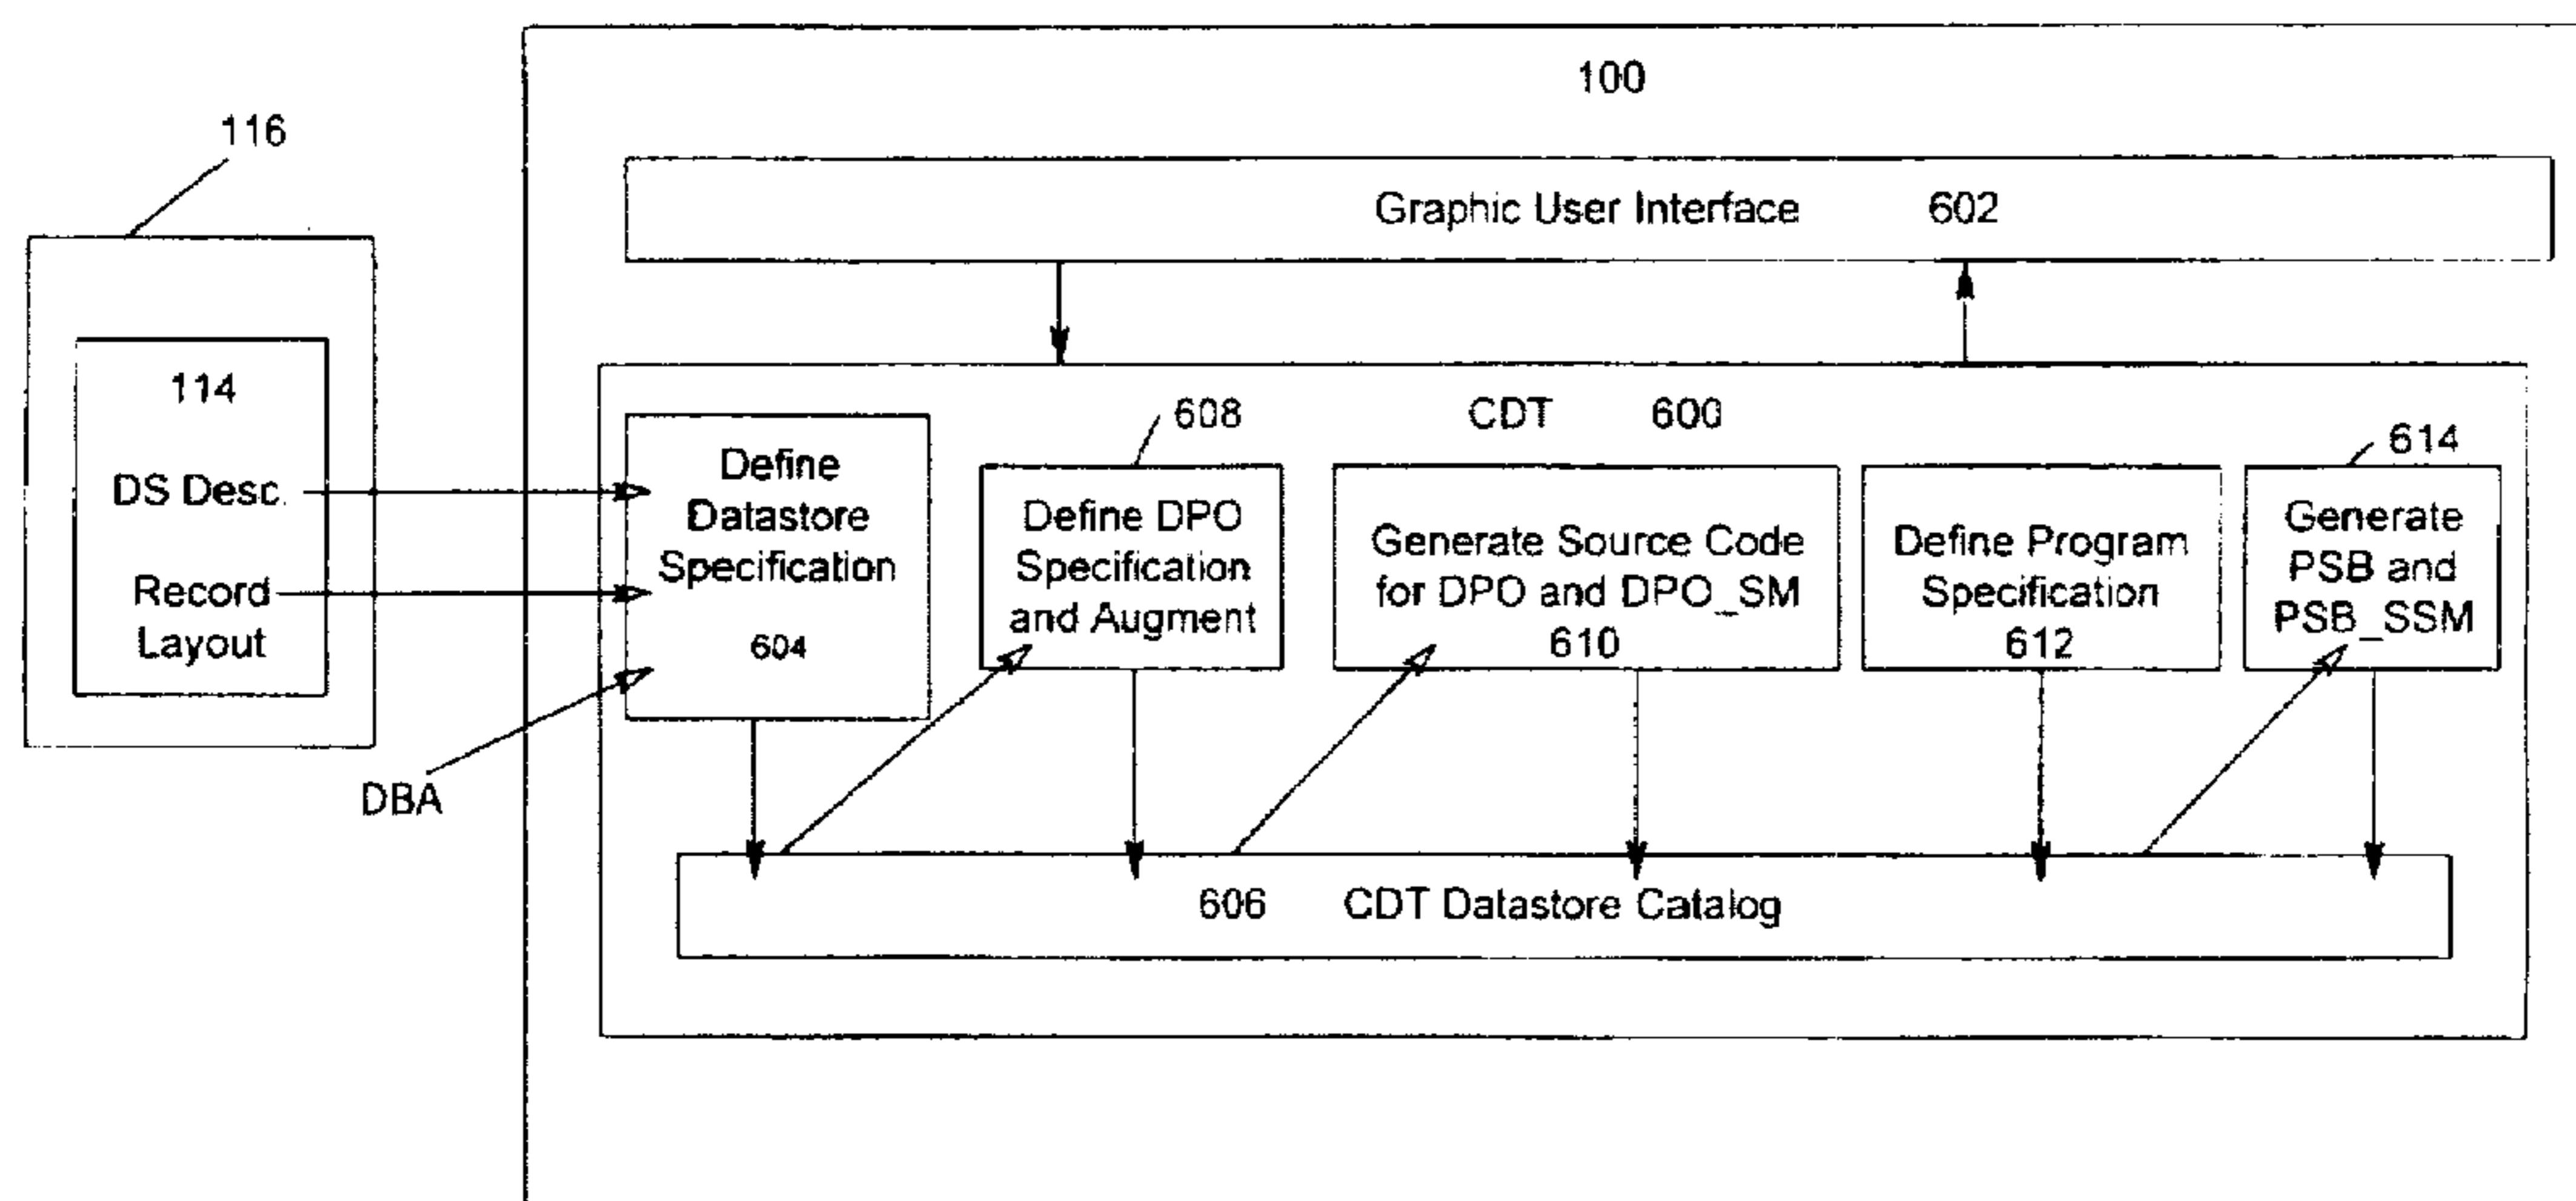 100
116
Graphic User Interface 602
114
DS Desc.
Record
Layout
DBA
CDT 600
Define
Datastore
Specification
604
608
Define DPO
Specification
and Augment
Generate Source Code
for DPO and DPO_SM
610
Define Program
Specification
612
614
Generate
PSB and
PSB_SSM
606 CDT Datastore Catalog